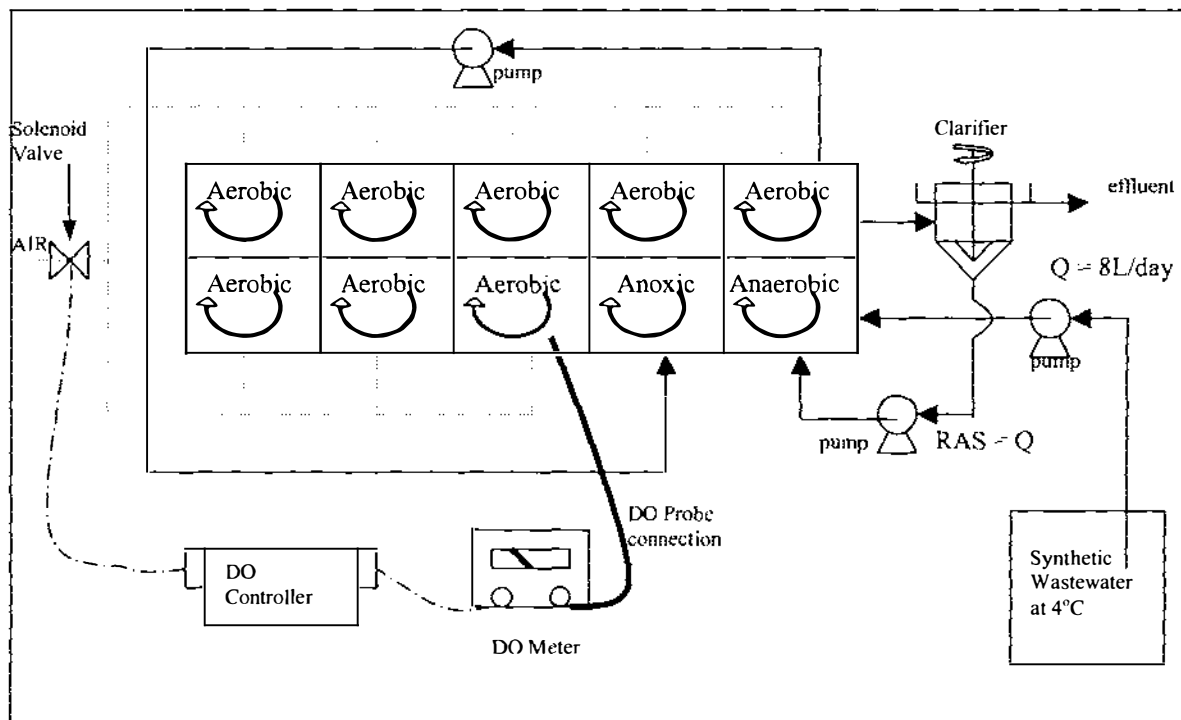 pump
Solenoid
Valve
Clarifier
effluent
Aerobic Aerobic Aerobic Aerobic Aerobic
AIR
Aerobic Aerobic Aerobic Anoxic Anaerobic
Q = 8L/day
pump
pump
RAS = Q
DO Probe
connection
DO
Controller
DO Meter
Synthetic
Wastewater
at 4°C